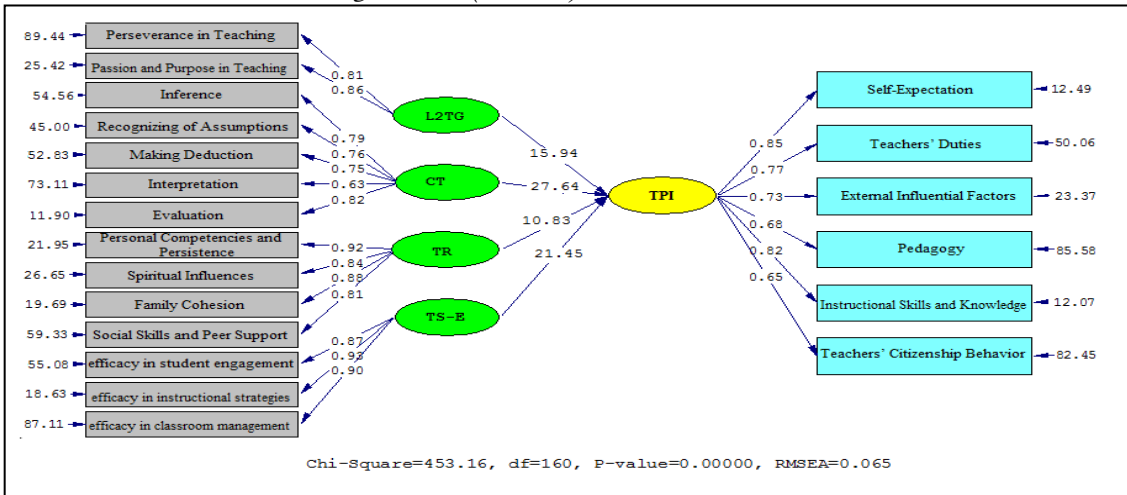 89.44 Perseverance in Teaching
25.42 Passion and Purpose in Teaching
54.56 Inference
45.00 Recognizing of Assumptions
52.83 Making Deduction
73.11 Interpretation
11.90 Evaluation
21.95 Personal Competencies and
Persistence
26.65 Spiritual Influences
19.69 Family Cohesion
59.33 Social Skills and Peer Support
55.08 efficacy in student engagement
18.63 efficacy in instructional strategies
87.11 efficacy in classroom management
0.81
0.86
0.79
0.76
0.75
0.63
0.82
0.92
0.84
0.88
0.81
0.87
0.93
0.90
L2TG
CT
TR
TS-E
15.94
27.64
10.83
21.45
TPI
0.85
0.77
0.73
0.68
0.82
0.65
Self-Expectation 12.49
Teachers' Duties 50.06
External Influential Factors 23.37
Pedagogy 85.58
Instructional Skills and Knowledge 12.07
Teachers' Citizenship Behavior 82.45
Chi-Square=453.16, df=160, P-value=0.00000, RMSEA=0.065